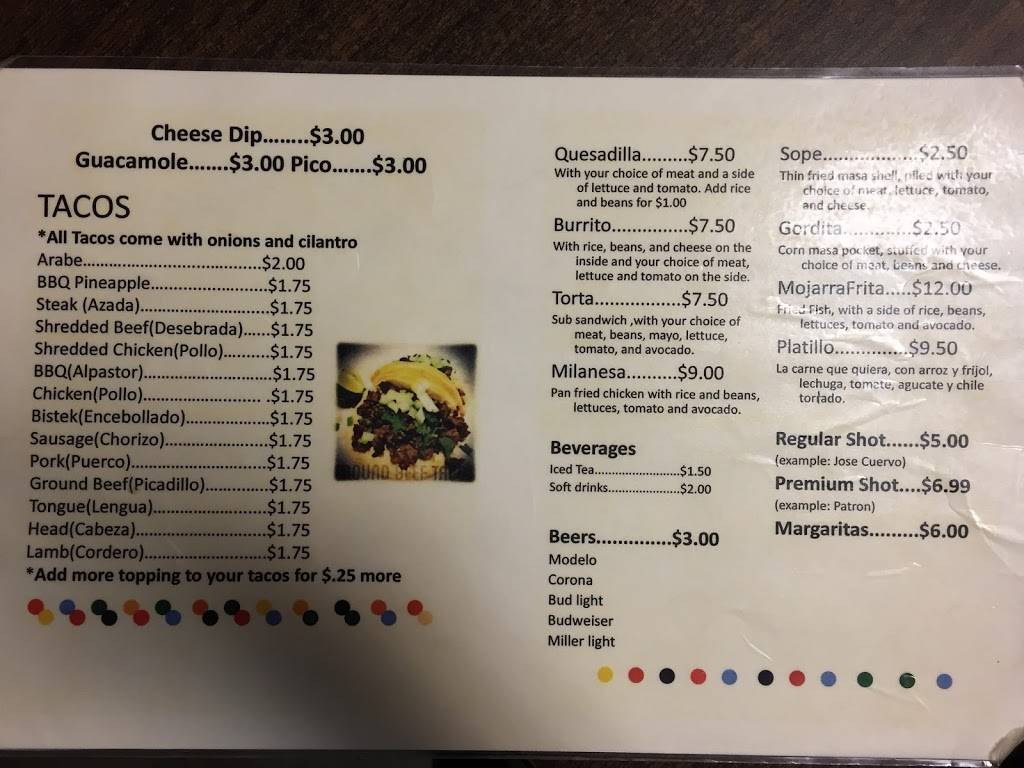 Cheese Dip........$3.00
Guacamole.......$3.00 Pico.......$3.00
TACOS
*All Tacos come with onions and cilantro
Arabe.......................................$2.00
BBQ Pineapple..........................$1.75
Steak (Azada).............................$1.75
Shredded Beef(Desebrada)......$1.75
Shredded Chicken(Pollo)..........$1.75
BBQ(Alpastor)............................$1.75
Chicken(Pollo)........................... .$1.75
Bistek(Encebollado)...................$1.75
Sausage(Chorizo).......................$1.75
Pork(Puerco)..............................$1.75
Ground Beef(Picadillo)..............$1.75
Tongue(Lengua).........................$1.75
Head(Cabeza).............................$1.75
Lamb(Cordero)...........................$1.75
*Add more topping to your tacos for $.25 more
Quesadilla.........$7.50
With your choice of meat and a side
of lettuce and tomato. Add rice
and beans for $1.00
Burrito...............$7.50
With rice, beans, and cheese on the
inside and your choice of meat,
lettuce and tomato on the side.
Torta.................$7.50
Sub sandwich ,with your choice of
meat, beans, mayo, lettuce,
tomato, and avocado.
Milanesa..........$9.00
Pan fried chicken with rice and beans,
lettuces, tomato and avocado.
Beverages
Iced Tea..........................$1.50
Soft drinks......................$2.00
Beers..............$3.00
Modelo
Corona
Bud light
Budweiser
Miller light
Sope...................$2.50
Thin fried masa shell, piled with your
choice of meat, lettuce, tomato,
and cheese.
Gordita.............$2.50
Corn masa pocket, stuffed with your
choice of meat, beans and cheese.
MojarraFrita.....$12.00
Fried Fish, with a side of rice, beans,
lettuces, tomato and avocado.
Platillo..............$9.50
La carne que quiera, con arroz y frijol,
lechuga, tomate, agucate y chile
torado.
Regular Shot......$5.00
(example: Jose Cuervo)
Premium Shot....$6.99
(example: Patron)
Margaritas.........$6.00